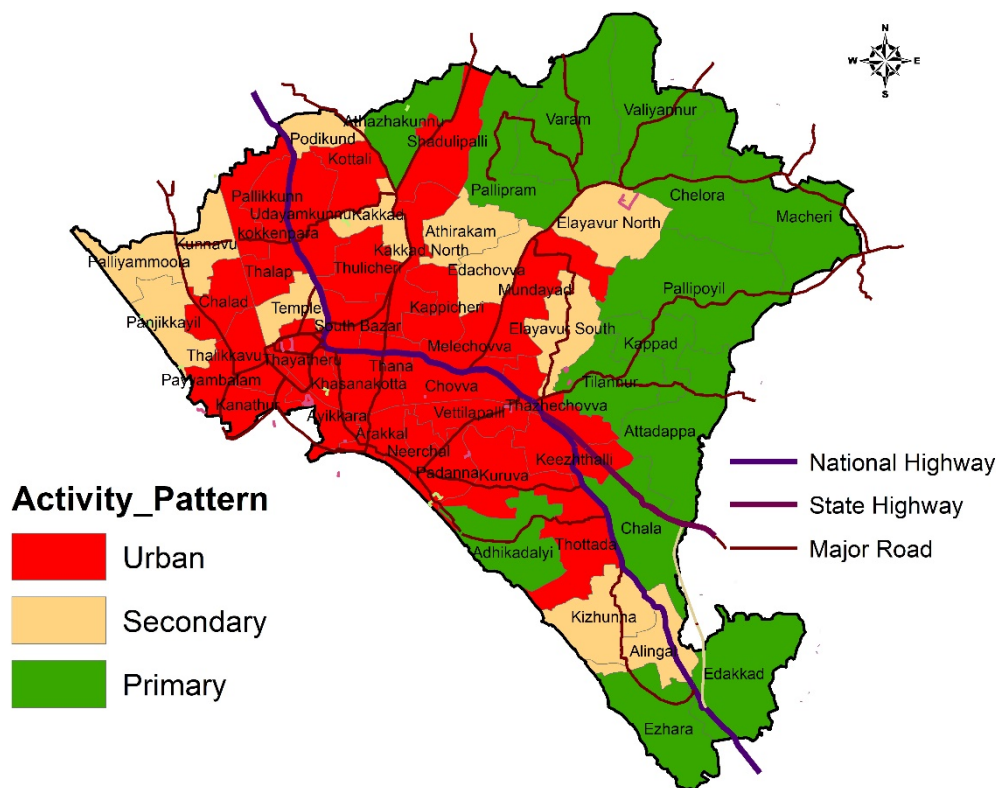 N
W E
S
Valiyannur
Athazhakunnu
Varam
Podikund
Shadulipalli
Kottali
Pallipram
Chelora
Pallikkunn
Macheri
Udayamkunnu
Kakkad
Elayavur North
Kokkenpara
Athirakam
Kunnavu
Kakkad North
Palliyammoola
Thalap
Thulicheri
Edachovva
Mundayad
Pallipoyil
Chalad
Temple
Kappicheri
Panjikkayil
South Bazar
Elayavur South
Kappad
Thalikkavu
Thayatheru
Melechovva
Thana
Payyambalam
Khasanakotta
Chovva
Tilannur
Kanathur
Ayikkara
Vettilapalli
Thazhechovva
Arakkal
Attadappa
Neerchal
Keezhthalli
Padanna
Kuruva
Chala
Adhikadalyi
Thottada
Kizhunna
Alingal
Edakkad
Ezhara
National Highway
State Highway
Major Road
Activity_Pattern
Urban
Secondary
Primary